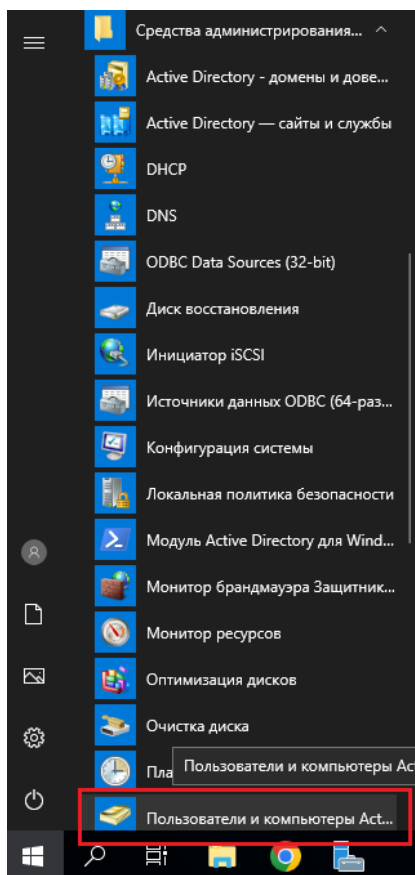 Средства администрирования...
Active Directory - домены и дове...
Active Directory — сайты и службы
DHCP
DNS
ODBC Data Sources (32-bit)
Диск восстановления
Инициатор iSCSI
Источники данных ODBC (64-раз...
Конфигурация системы
Локальная политика безопасности
Модуль Active Directory для Wind...
Монитор брандмауэра Защитник...
Монитор ресурсов
Оптимизация дисков
Очистка диска
Пла
Пользователи и компьютеры Ac
Пользователи и компьютеры Act...